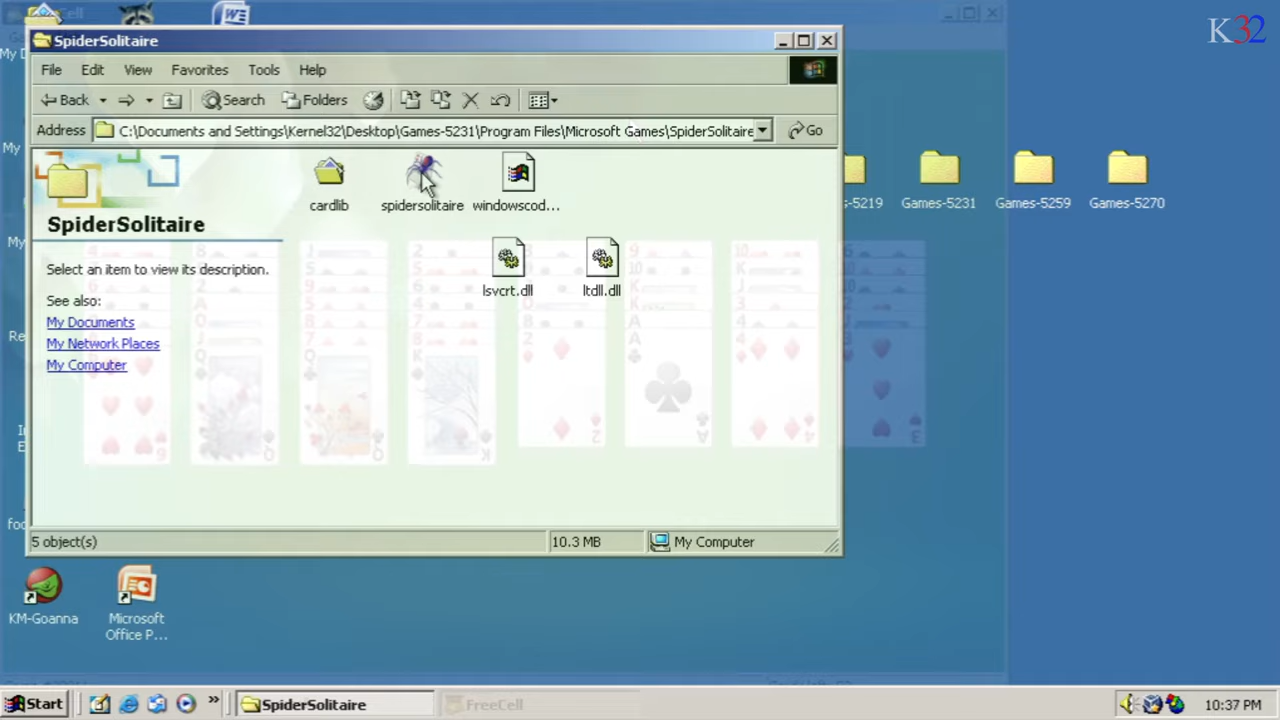 SpiderSolitaire
K32
File Edit View Favorites Tools Help
Back Search Folders
Address C:\Documents and Settings\Kernel32\Desktop\Games-5231\Program Files\Microsoft Games\SpiderSolitaire Go
cardlib spidersolitaire windowscod...
SpiderSolitaire
Select an item to view its description.
lsvcrt.dll ltdll.dll
See also:
My Documents
My Network Places
My Computer
5 object(s) 10.3 MB My Computer
-5219 Games-5231 Games-5259 Games-5270
KM-Goanna Microsoft
Office P...
Start SpiderSolitaire FreeCell 10:37 PM